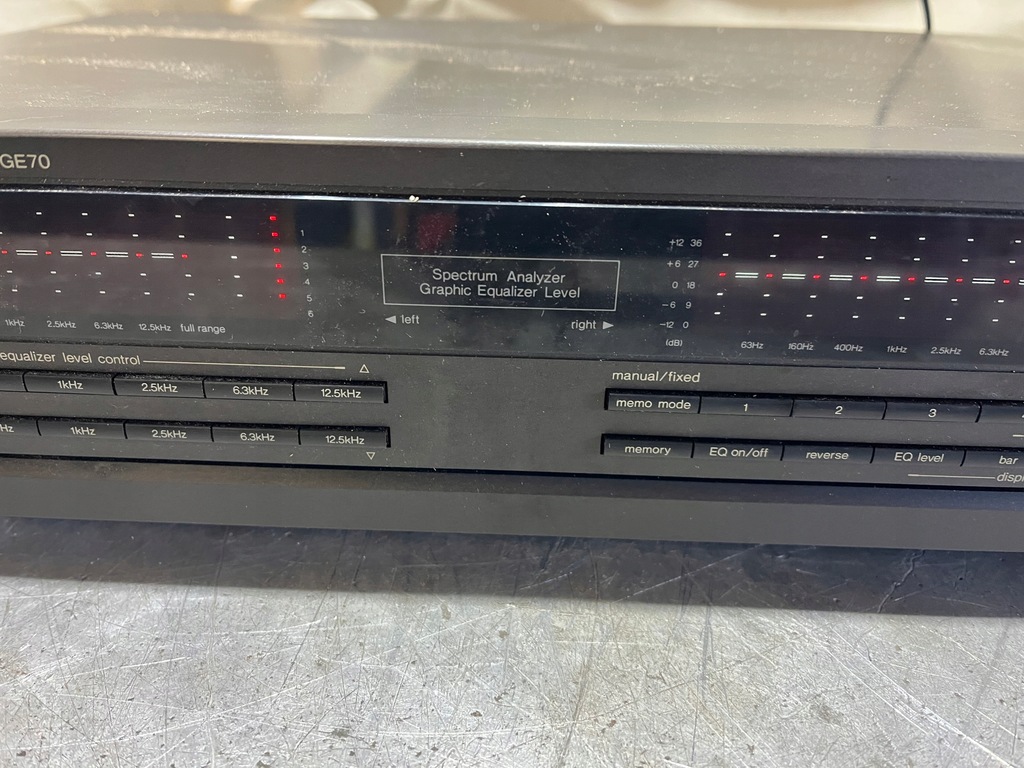 GE70
1
2
3
4
5
6
Spectrum Analyzer
Graphic Equalizer Level
◄ left right ►
+12 36
+6 27
0 18
-6 9
-12 0
(dB)
1kHz 2.5kHz 6.3kHz 12.5kHz full range
63Hz 160Hz 400Hz 1kHz 2.5kHz 6.3kHz
equalizer level control △
1kHz 2.5kHz 6.3kHz 12.5kHz
Hz 1kHz 2.5kHz 6.3kHz 12.5kHz
▽
manual/fixed
memo mode 1 2 3
memory EQ on/off reverse EQ level bar